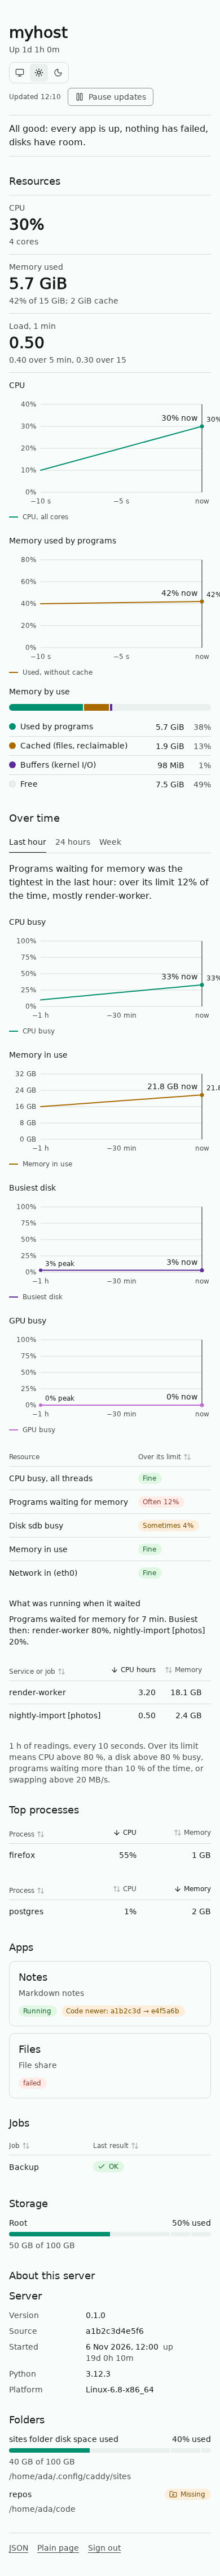 myhost
Up 1d 1h 0m
Updated 12:10 Pause updates
All good: every app is up, nothing has failed,
disks have room.
Resources
CPU
30%
4 cores
Memory used
5.7 GiB
42% of 15 GiB; 2 GiB cache
Load, 1 min
0.50
0.40 over 5 min, 0.30 over 15
CPU
40%
30% now 30%
30%
20%
10%
0%
−10 s −5 s now
CPU, all cores
Memory used by programs
80%
60%
42% now 42%
40%
20%
0%
−10 s −5 s now
Used, without cache
Memory by use
Used by programs 5.7 GiB 38%
Cached (files, reclaimable) 1.9 GiB 13%
Buffers (kernel I/O) 98 MiB 1%
Free 7.5 GiB 49%
Over time
Last hour 24 hours Week
Programs waiting for memory was the
tightest in the last hour: over its limit 12% of
the time, mostly render-worker.
CPU busy
100%
75%
50%
33% now 33%
25%
0%
−1 h −30 min now
CPU busy
Memory in use
32 GB
24 GB
21.8 GB now 21.8
16 GB
8 GB
0 GB
−1 h −30 min now
Memory in use
Busiest disk
100%
75%
50%
25%
3% peak 3% now
0%
−1 h −30 min now
Busiest disk
GPU busy
100%
75%
50%
25%
0% peak 0% now
0%
−1 h −30 min now
GPU busy
Resource Over its limit
CPU busy, all threads Fine
Programs waiting for memory Often 12%
Disk sdb busy Sometimes 4%
Memory in use Fine
Network in (eth0) Fine
What was running when it waited
Programs waited for memory for 7 min. Busiest
then: render-worker 80%, nightly-import [photos]
20%.
Service or job CPU hours Memory
render-worker 3.20 18.1 GB
nightly-import [photos] 0.50 2.4 GB
1 h of readings, every 10 seconds. Over its limit
means CPU above 80 %, a disk above 80 % busy,
programs waiting more than 10 % of the time, or
swapping above 20 MB/s.
Top processes
Process CPU Memory
firefox 55% 1 GB
Process CPU Memory
postgres 1% 2 GB
Apps
Notes
Markdown notes
Running Code newer: a1b2c3d → e4f5a6b
Files
File share
failed
Jobs
Job Last result
Backup OK
Storage
Root 50% used
50 GB of 100 GB
About this server
Server
Version 0.1.0
Source a1b2c3d4e5f6
Started 6 Nov 2026, 12:00 up
19d 0h 10m
Python 3.12.3
Platform Linux-6.8-x86_64
Folders
sites folder disk space used 40% used
40 GB of 100 GB
/home/ada/.config/caddy/sites
repos Missing
/home/ada/code
JSON Plain page Sign out